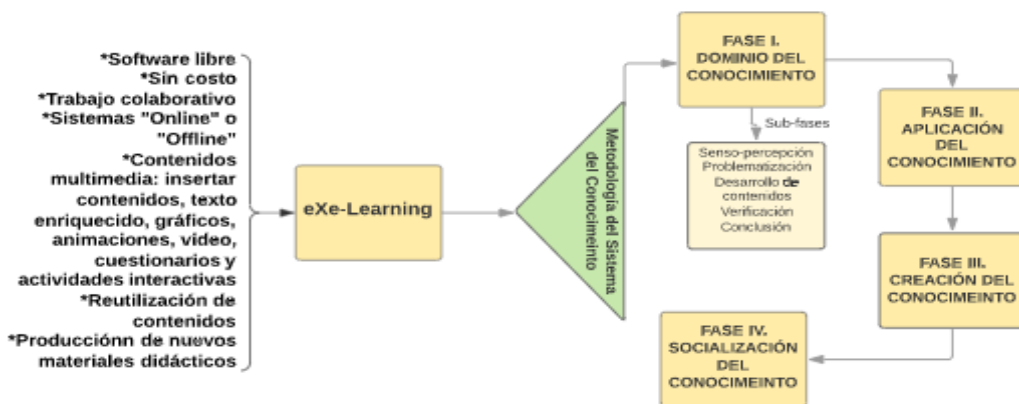 *Software libre
*Sin costo
*Trabajo colaborativo
*Sistemas "Online" o
"Offline"
*Contenidos
multimedia: insertar
contenidos, texto
enriquecido, gráficos,
animaciones, vídeo,
cuestionarios y
actividades interactivas
*Reutilización de
contenidos
*Producciónn de nuevos
materiales didácticos
eXe-Learning
Metodología del Sistema
del Conocimeinto
FASE I.
DOMINIO DEL
CONOCIMIENTO
Sub-fases
Senso-percepción
Problematización
Desarrollo de
contenidos
Verificación
Conclusión
FASE II.
APLICACIÓN
DEL
CONOCIMIENTO
FASE III.
CREACIÓN DEL
CONOCIMEINTO
FASE IV.
SOCIALIZACIÓN
DEL
CONOCIMEINTO